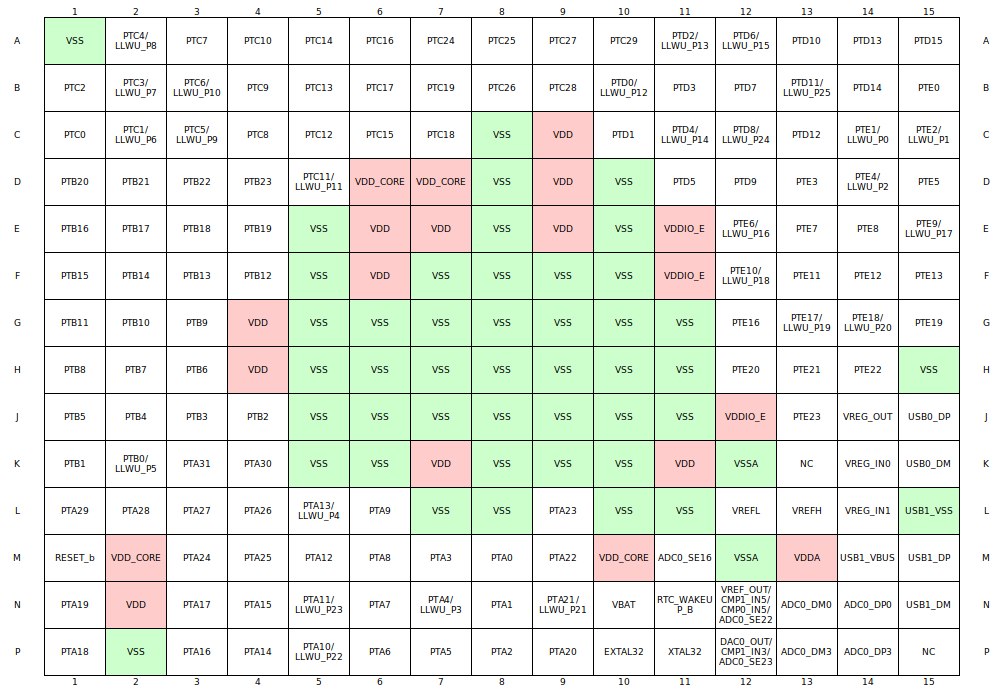 1 2 3 4 5 6 7 8 9 10 11 12 13 14 15
A VSS PTC4/ LLWU_P8 PTC7 PTC10 PTC14 PTC16 PTC24 PTC25 PTC27 PTC29 PTD2/ LLWU_P13 PTD6/ LLWU_P15 PTD10 PTD13 PTD15 A
B PTC2 PTC3/ LLWU_P7 PTC6/ LLWU_P10 PTC9 PTC13 PTC17 PTC19 PTC26 PTC28 PTD0/ LLWU_P12 PTD3 PTD7 PTD11/ LLWU_P25 PTD14 PTE0 B
C PTC0 PTC1/ LLWU_P6 PTC5/ LLWU_P9 PTC8 PTC12 PTC15 PTC18 VSS VDD PTD1 PTD4/ LLWU_P14 PTD8/ LLWU_P24 PTD12 PTE1/ LLWU_P0 PTE2/ LLWU_P1 C
D PTB20 PTB21 PTB22 PTB23 PTC11/ LLWU_P11 VDD_CORE VDD_CORE VSS VDD VSS PTD5 PTD9 PTE3 PTE4/ LLWU_P2 PTE5 D
E PTB16 PTB17 PTB18 PTB19 VSS VDD VDD VSS VDD VSS VDDIO_E PTE6/ LLWU_P16 PTE7 PTE8 PTE9/ LLWU_P17 E
F PTB15 PTB14 PTB13 PTB12 VSS VDD VSS VSS VSS VSS VDDIO_E PTE10/ LLWU_P18 PTE11 PTE12 PTE13 F
G PTB11 PTB10 PTB9 VDD VSS VSS VSS VSS VSS VSS VSS PTE16 PTE17/ LLWU_P19 PTE18/ LLWU_P20 PTE19 G
H PTB8 PTB7 PTB6 VDD VSS VSS VSS VSS VSS VSS VSS PTE20 PTE21 PTE22 VSS H
J PTB5 PTB4 PTB3 PTB2 VSS VSS VSS VSS VSS VSS VSS VDDIO_E PTE23 VREG_OUT USB0_DP J
K PTB1 PTB0/ LLWU_P5 PTA31 PTA30 VSS VSS VDD VSS VSS VSS VDD VSSA NC VREG_IN0 USB0_DM K
L PTA29 PTA28 PTA27 PTA26 PTA13/ LLWU_P4 PTA9 VSS VSS PTA23 VSS VSS VREFL VREFH VREG_IN1 USB1_VSS L
M RESET_b VDD_CORE PTA24 PTA25 PTA12 PTA8 PTA3 PTA0 PTA22 VDD_CORE ADC0_SE16 VSSA VDDA USB1_VBUS USB1_DP M
N PTA19 VDD PTA17 PTA15 PTA11/ LLWU_P23 PTA7 PTA4/ LLWU_P3 PTA1 PTA21/ LLWU_P21 VBAT RTC_WAKEU P_B VREF_OUT/ CMP1_IN5/ CMP0_IN5/ ADC0_SE22 ADC0_DM0 ADC0_DP0 USB1_DM N
P PTA18 VSS PTA16 PTA14 PTA10/ LLWU_P22 PTA6 PTA5 PTA2 PTA20 EXTAL32 XTAL32 DAC0_OUT/ CMP1_IN3/ ADC0_SE23 ADC0_DM3 ADC0_DP3 NC P
1 2 3 4 5 6 7 8 9 10 11 12 13 14 15